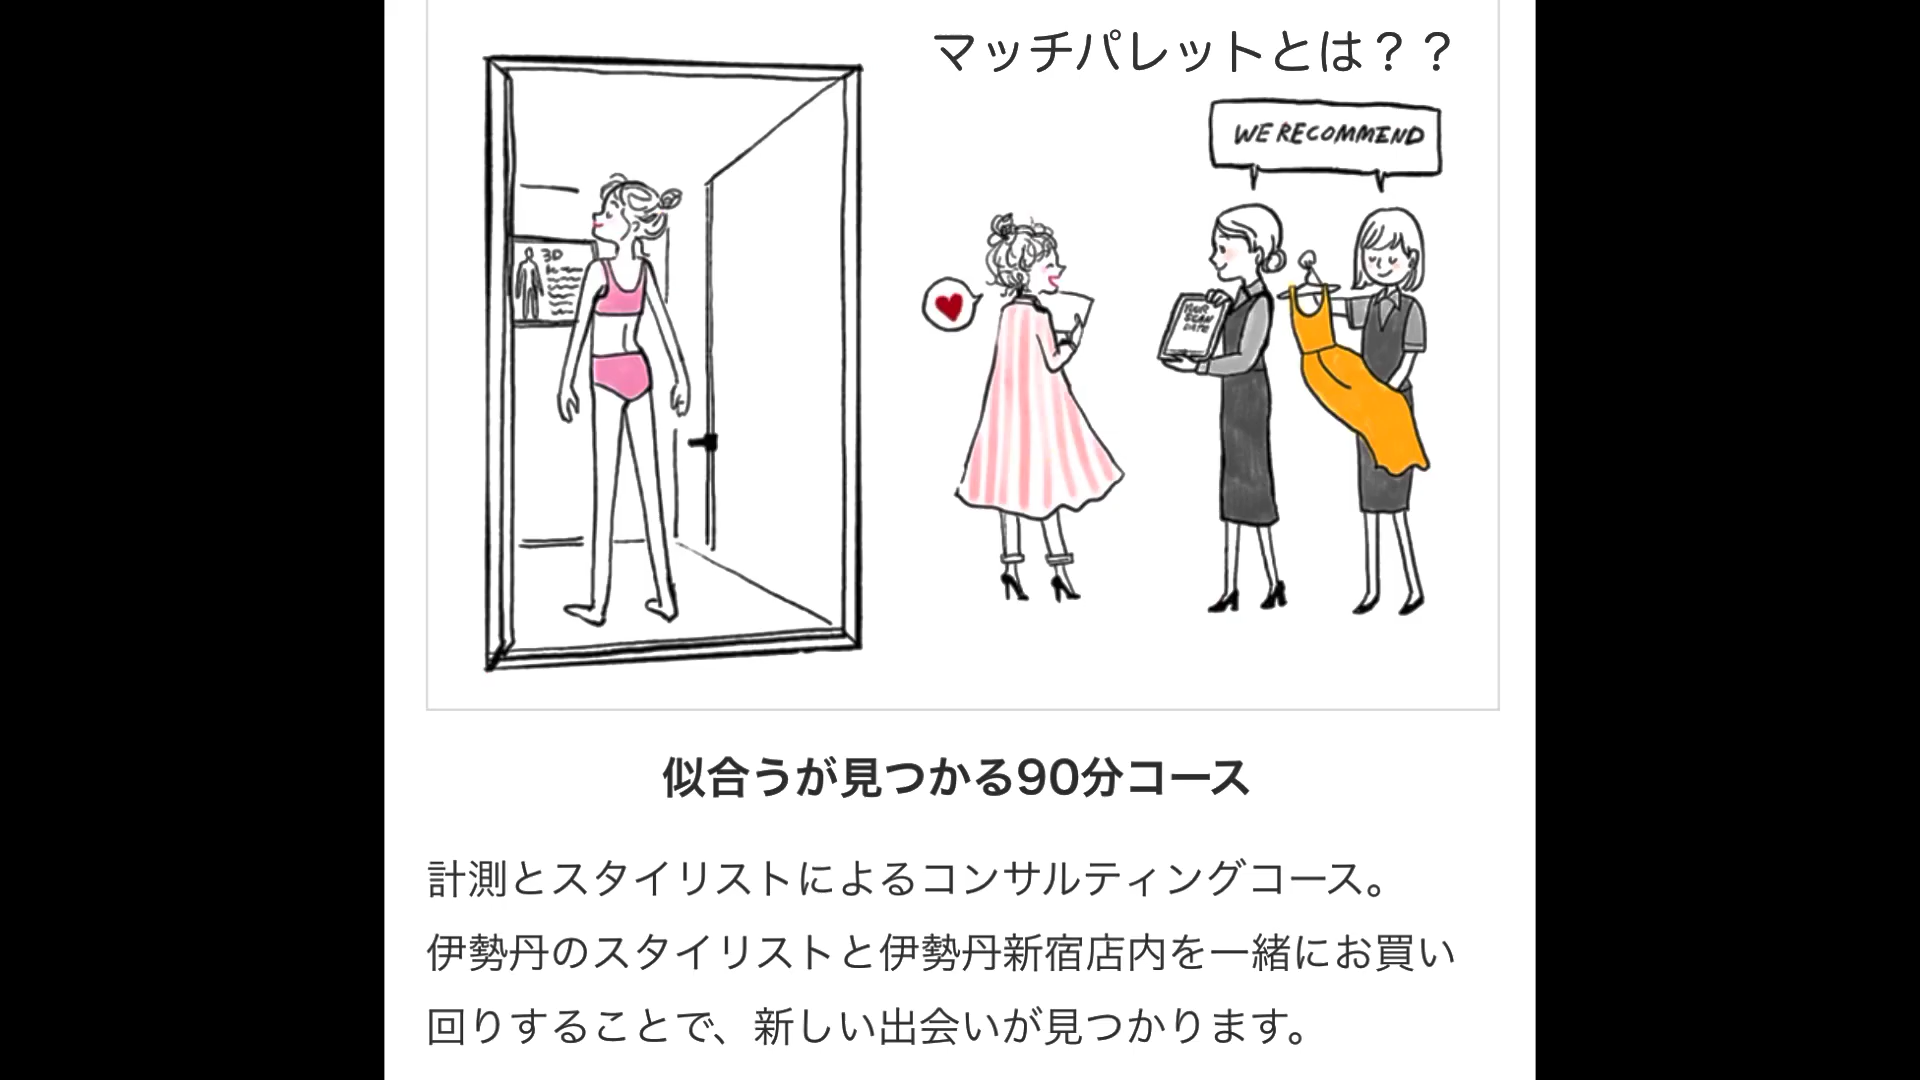 マッチパレットとは？？
WE RECOMMEND
3D
YOUR
SCAN
DATE
似合うが見つかる90分コース
計測とスタイリストによるコンサルティングコース。
伊勢丹のスタイリストと伊勢丹新宿店内を一緒にお買い
回りすることで、新しい出会いが見つかります。